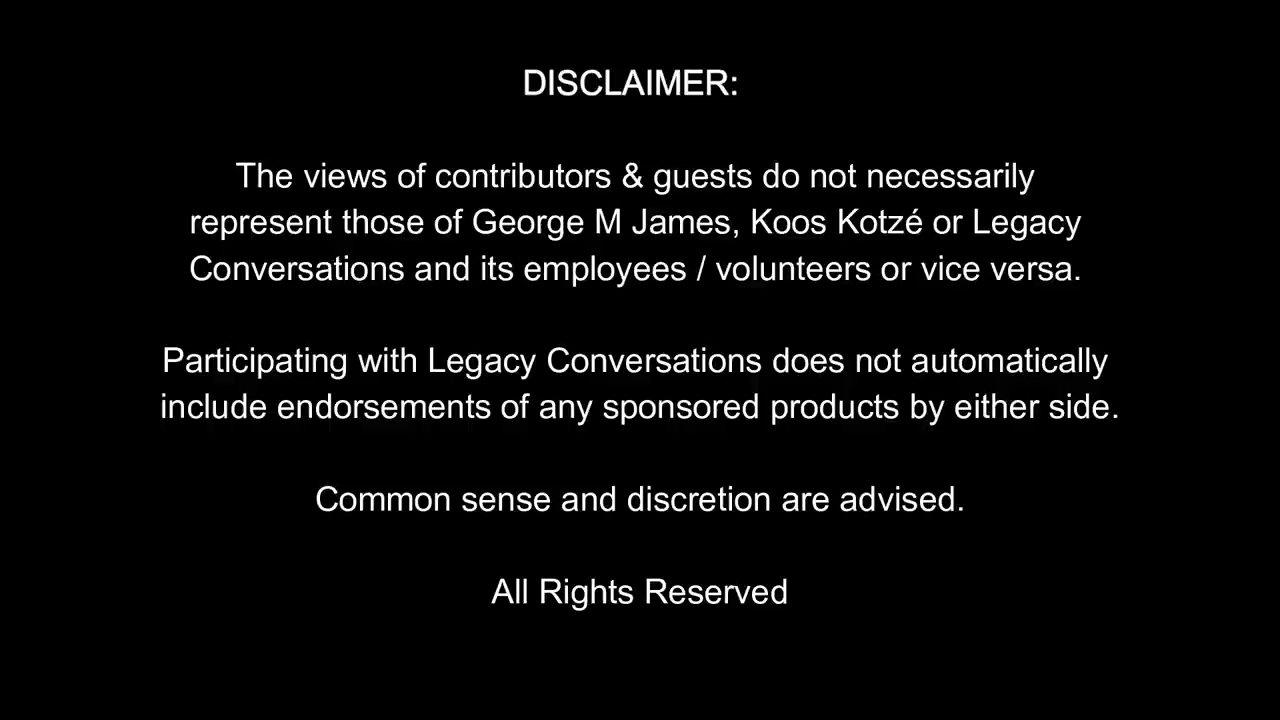 DISCLAIMER:
The views of contributors & guests do not necessarily
represent those of George M James, Koos Kotzé or Legacy
Conversations and its employees / volunteers or vice versa.
Participating with Legacy Conversations does not automatically
include endorsements of any sponsored products by either side.
Common sense and discretion are advised.
All Rights Reserved